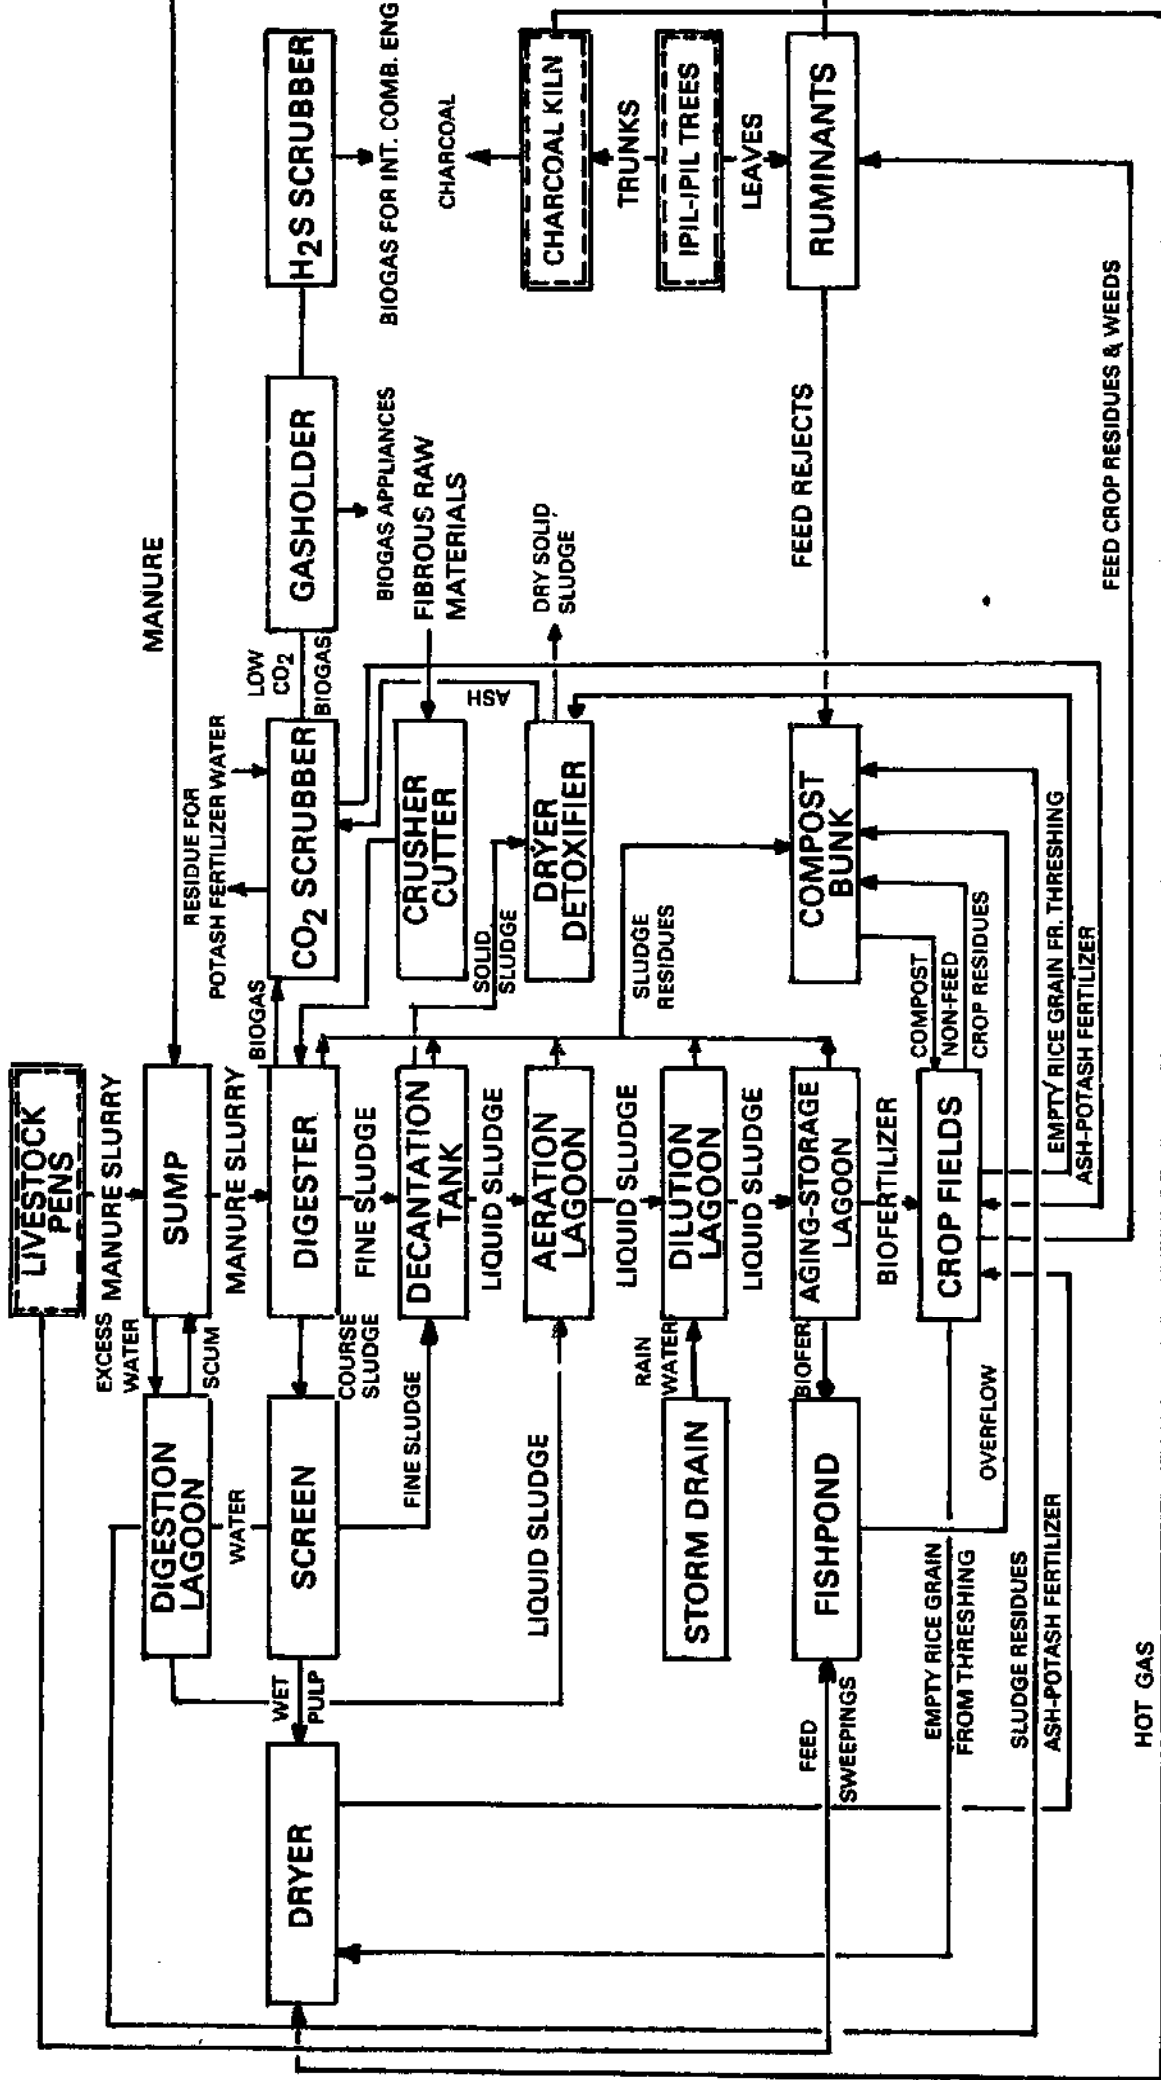 LIVESTOCK
PENS
MANURE SLURRY
SUMP
MANURE SLURRY
DIGESTER
FINE SLUDGE
DECANTATION
TANK
LIQUID SLUDGE
AERATION
LAGOON
LIQUID SLUDGE
DILUTION
LAGOON
LIQUID SLUDGE
AGING-STORAGE
LAGOON
BIOFERTILIZER
CROP FIELDS
EXCESS
WATER
SCUM
DIGESTION
LAGOON
WATER
COURSE
SLUDGE
SCREEN
FINE SLUDGE
WET
PULP
LIQUID SLUDGE
DRYER
RAIN
WATER
STORM DRAIN
BIOFER
FISHPOND
OVERFLOW
FEED
SWEEPINGS
EMPTY RICE GRAIN
FROM THRESHING
SLUDGE RESIDUES
ASH-POTASH FERTILIZER
HOT GAS
MANURE
BIOGAS
RESIDUE FOR
POTASH FERTILIZER WATER
CO2 SCRUBBER
LOW
CO2
BIOGAS
GASHOLDER
BIOGAS APPLIANCES
H2S SCRUBBER
BIOGAS FOR INT. COMB. ENG
FIBROUS RAW
MATERIALS
CRUSHER
CUTTER
ASH
SOLID
SLUDGE
DRYER
DETOXIFIER
DRY SOLID
SLUDGE
SLUDGE
RESIDUES
COMPOST
BUNK
COMPOST
NON-FEED
CROP RESIDUES
EMPTY RICE GRAIN FR. THRESHING
ASH-POTASH FERTILIZER
CHARCOAL
CHARCOAL KILN
TRUNKS
IPIL-IPIL TREES
LEAVES
RUMINANTS
FEED REJECTS
FEED CROP RESIDUES & WEEDS